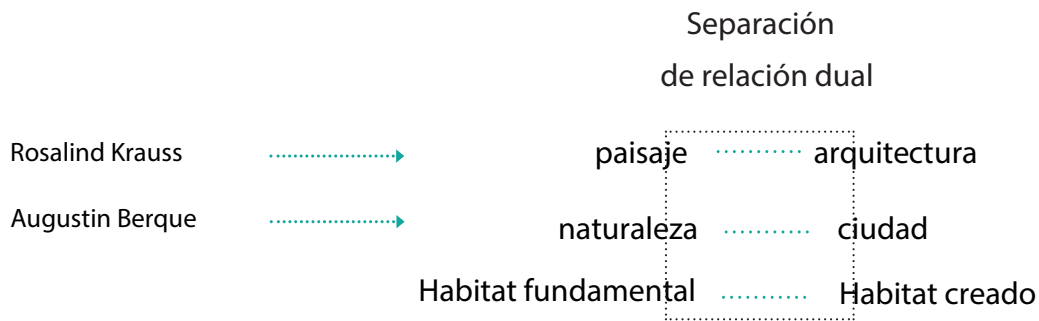 Separación
de relación dual
Rosalind Krauss paisaje arquitectura
Augustin Berque naturaleza ciudad
Habitat fundamental Habitat creado